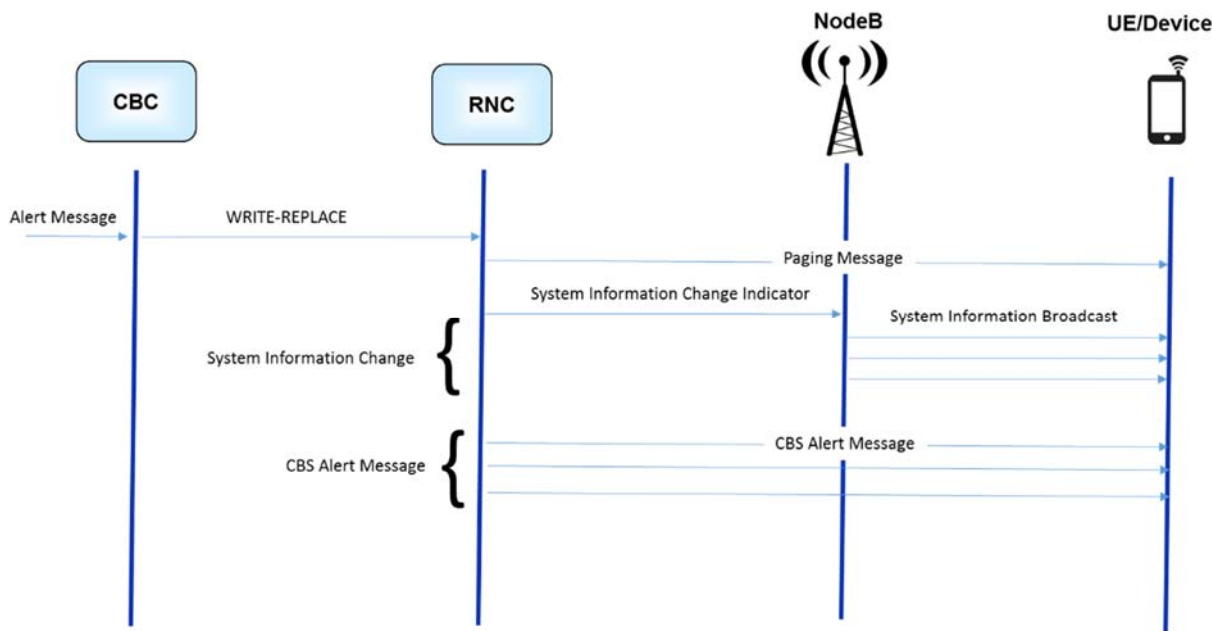 NodeB
UE/Device
CBC
RNC
Alert Message
WRITE-REPLACE
Paging Message
System Information Change Indicator
System Information Broadcast
System Information Change
CBS Alert Message
CBS Alert Message